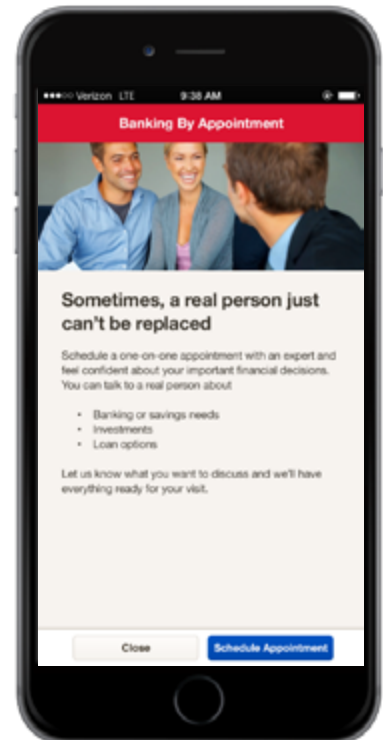 Verizon LTE 9:38 AM
Banking By Appointment
Sometimes, a real person just
can't be replaced
Schedule a one-on-one appointment with an expert and
feel confident about your important financial decisions.
You can talk to a real person about
• Banking or savings needs
• Investments
• Loan options
Let us know what you want to discuss and we'll have
everything ready for your visit.
Close Schedule Appointment